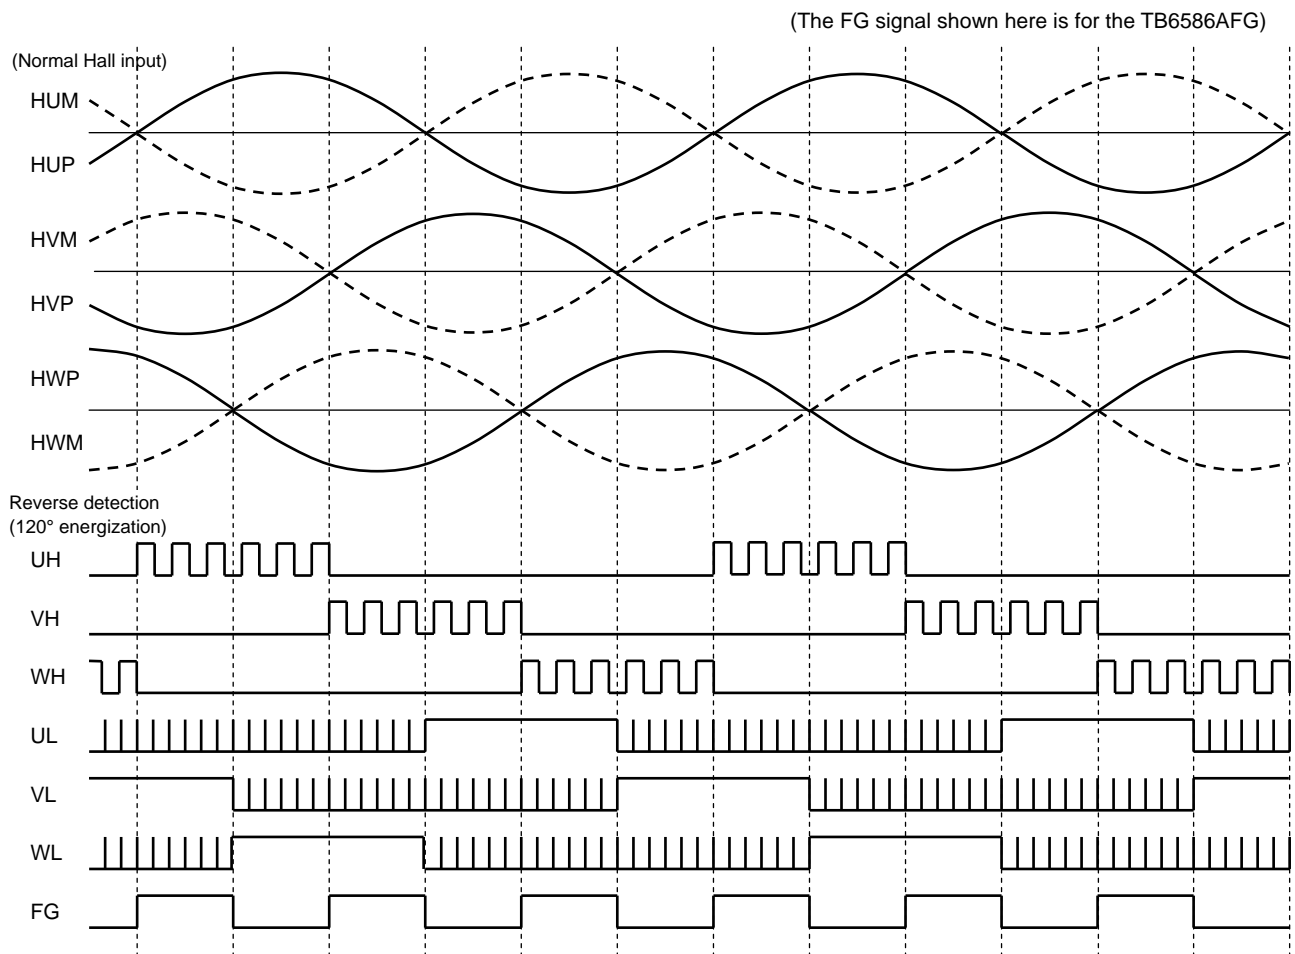 (The FG signal shown here is for the TB6586AFG)
(Normal Hall input)
HUM
HUP
HVM
HVP
HWP
HWM
Reverse detection
(120° energization)
UH
VH
WH
UL
VL
WL
FG